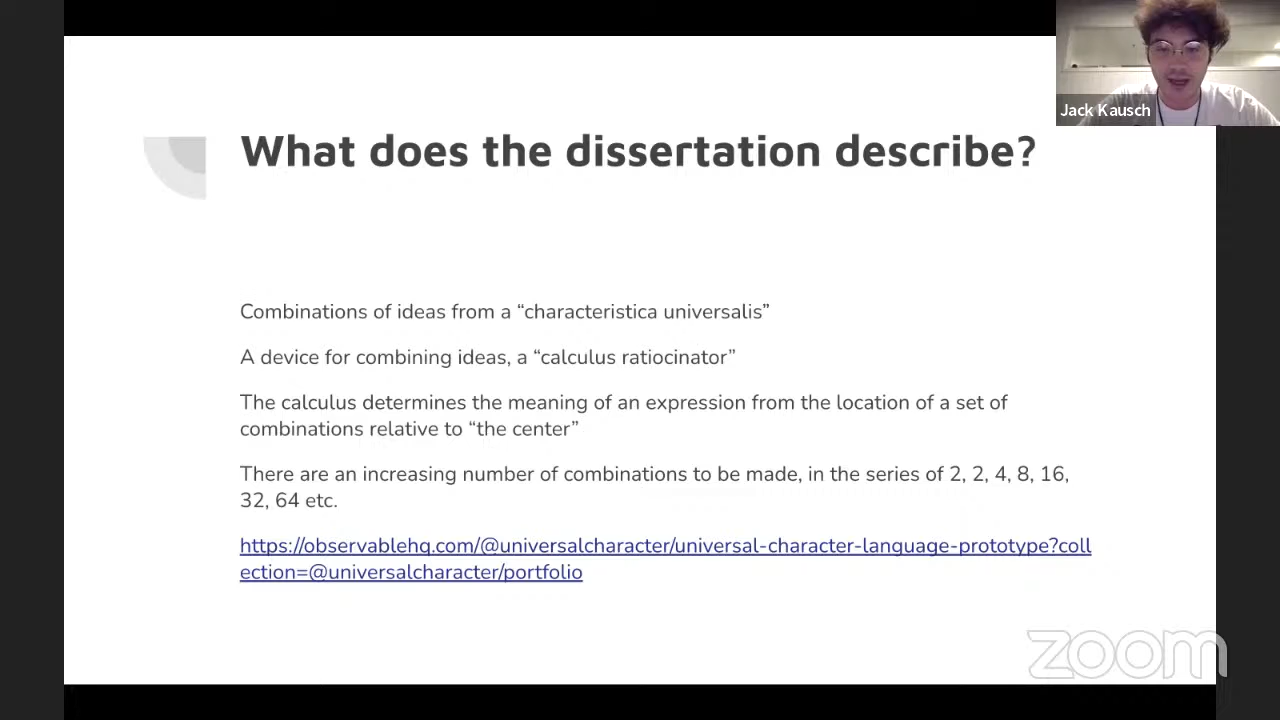 Jack Kausch
What does the dissertation describe?
Combinations of ideas from a “characteristica universalis”
A device for combining ideas, a “calculus ratiocinator”
The calculus determines the meaning of an expression from the location of a set of
combinations relative to “the center”
There are an increasing number of combinations to be made, in the series of 2, 2, 4, 8, 16,
32, 64 etc.
https://observablehq.com/@universalcharacter/universal-character-language-prototype?coll
ection=@universalcharacter/portfolio
zoom